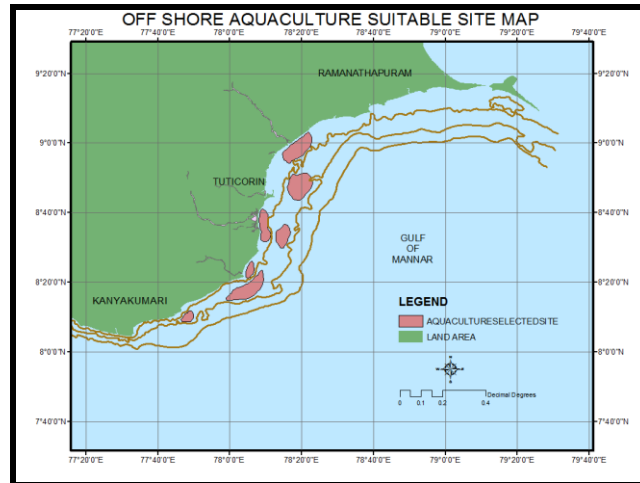 OFF SHORE AQUACULTURE SUITABLE SITE MAP
77°20'0"E 77°40'0"E 78°0'0"E 78°20'0"E 78°40'0"E 79°0'0"E 79°20'0"E 79°40'0"E
9°20'0"N 9°20'0"N
RAMANATHAPURAM
9°0'0"N 9°0'0"N
TUTICORIN
8°40'0"N 8°40'0"N
GULF
OF
MANNAR
8°20'0"N 8°20'0"N
KANYAKUMARI
LEGEND
AQUACULTURESELECTEDSITE
LAND AREA
8°0'0"N 8°0'0"N
Decimal Degrees
0 0.1 0.2 0.4
7°40'0"N 7°40'0"N
77°20'0"E 77°40'0"E 78°0'0"E 78°20'0"E 78°40'0"E 79°0'0"E 79°20'0"E 79°40'0"E